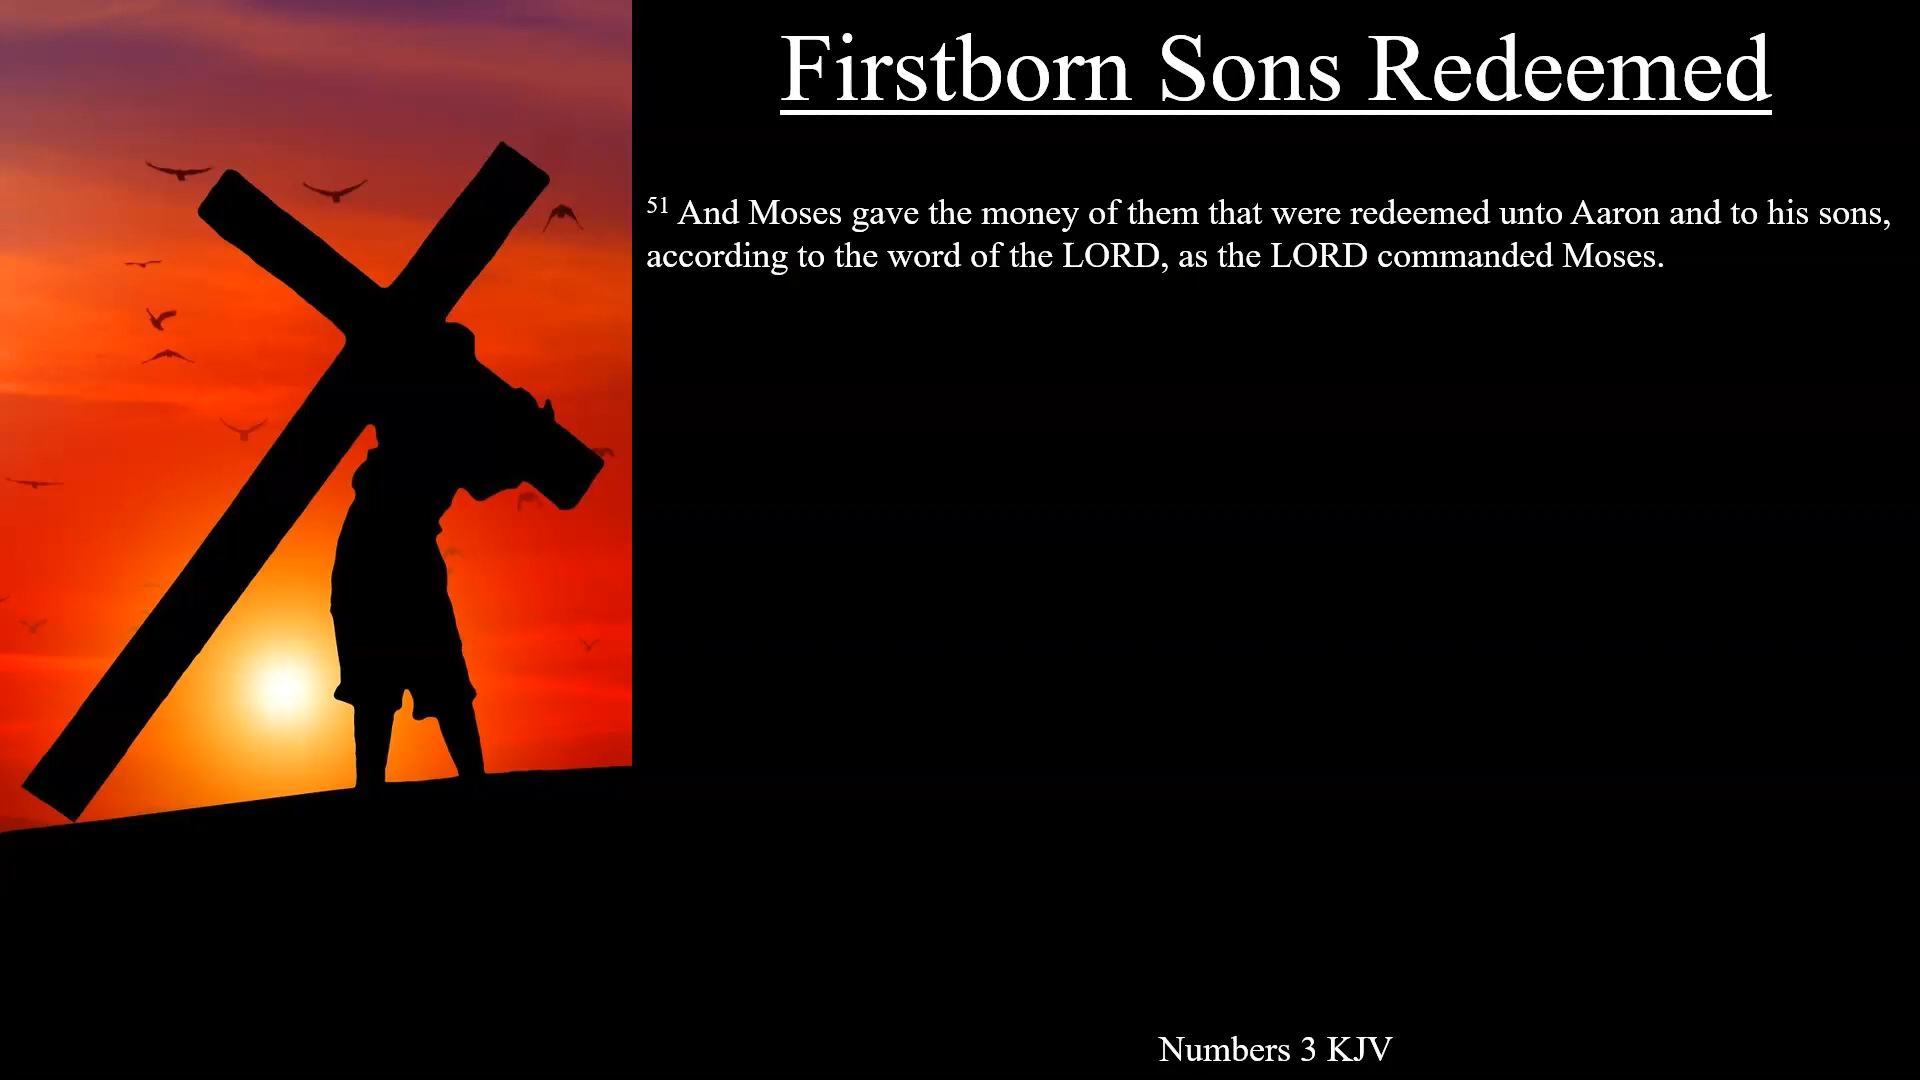 Firstborn Sons Redeemed
51 And Moses gave the money of them that were redeemed unto Aaron and to his sons,
according to the word of the LORD, as the LORD commanded Moses.
Numbers 3 KJV